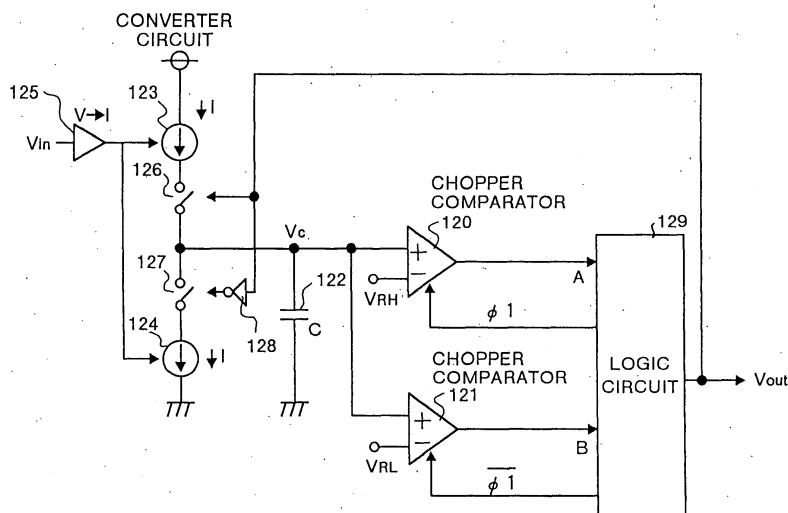 CONVERTER
CIRCUIT
125
V→I
Vin
123
↓I
126
127
124
↓I
128
Vc
122
C
CHOPPER
COMPARATOR
120
+
−
VRH
A
ϕ1
CHOPPER
COMPARATOR
121
+
−
VRL
B
ϕ̅1̅
129
LOGIC
CIRCUIT
Vout